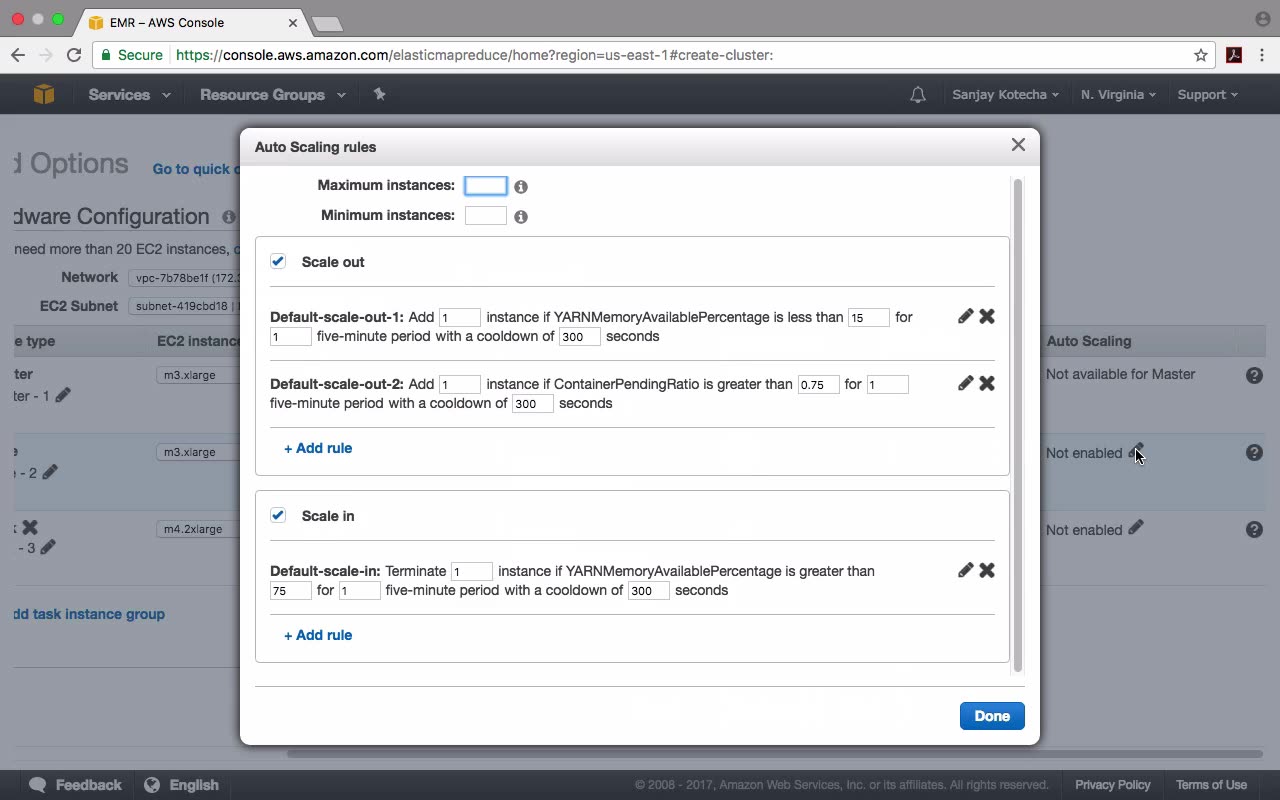 EMR – AWS Console
Secure https://console.aws.amazon.com/elasticmapreduce/home?region=us-east-1#create-cluster:
Services Resource Groups Sanjay Kotecha N. Virginia Support
d Options Go to quick o
dware Configuration
need more than 20 EC2 instances, c
Network vpc-7b78be1f (172.3
EC2 Subnet subnet-419cbd18 |
e type EC2 instance Auto Scaling
ter m3.xlarge Not available for Master
ter - 1
e m3.xlarge Not enabled
e - 2
k m4.2xlarge Not enabled
- 3
dd task instance group
Auto Scaling rules
Maximum instances:
Minimum instances:
Scale out
Default-scale-out-1: Add 1 instance if YARNMemoryAvailablePercentage is less than 15 for
1 five-minute period with a cooldown of 300 seconds
Default-scale-out-2: Add 1 instance if ContainerPendingRatio is greater than 0.75 for 1
five-minute period with a cooldown of 300 seconds
+ Add rule
Scale in
Default-scale-in: Terminate 1 instance if YARNMemoryAvailablePercentage is greater than
75 for 1 five-minute period with a cooldown of 300 seconds
+ Add rule
Done
Feedback English © 2008 - 2017, Amazon Web Services, Inc. or its affiliates. All rights reserved. Privacy Policy Terms of Use